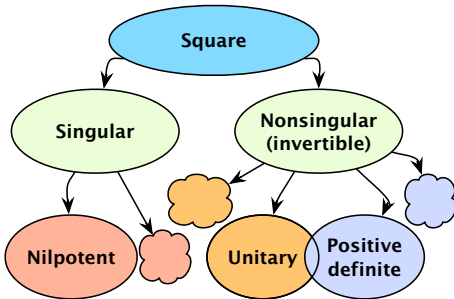 Square
Singular
Nonsingular
(invertible)
Nilpotent
Unitary
Positive
definite